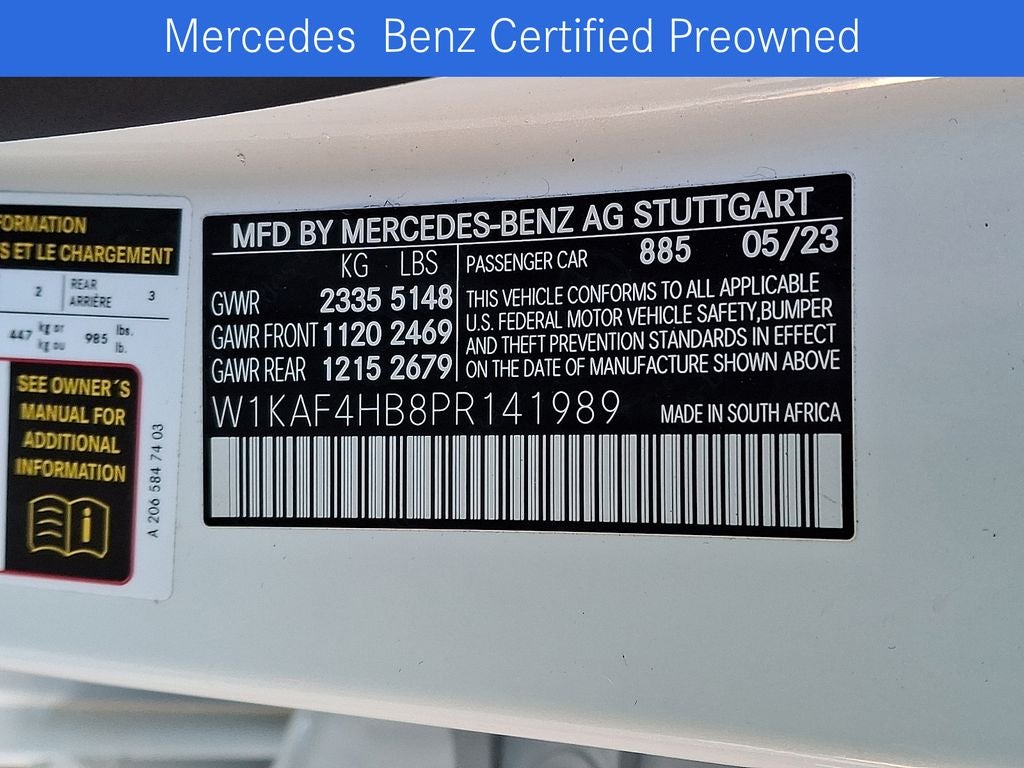 Mercedes Benz Certified Preowned
FORMATION
S ET LE CHARGEMENT
2 REAR ARRIÈRE 3
447 kg or kg ou 985 lbs. lb.
SEE OWNER´S
MANUAL FOR
ADDITIONAL
INFORMATION
A 206 584 74 03
MFD BY MERCEDES-BENZ AG STUTTGART
KG LBS
GVWR 2335 5148
GAWR FRONT 1120 2469
GAWR REAR 1215 2679
PASSENGER CAR 885 05/23
THIS VEHICLE CONFORMS TO ALL APPLICABLE
U.S. FEDERAL MOTOR VEHICLE SAFETY,BUMPER
AND THEFT PREVENTION STANDARDS IN EFFECT
ON THE DATE OF MANUFACTURE SHOWN ABOVE
W1KAF4HB8PR141989 MADE IN SOUTH AFRICA